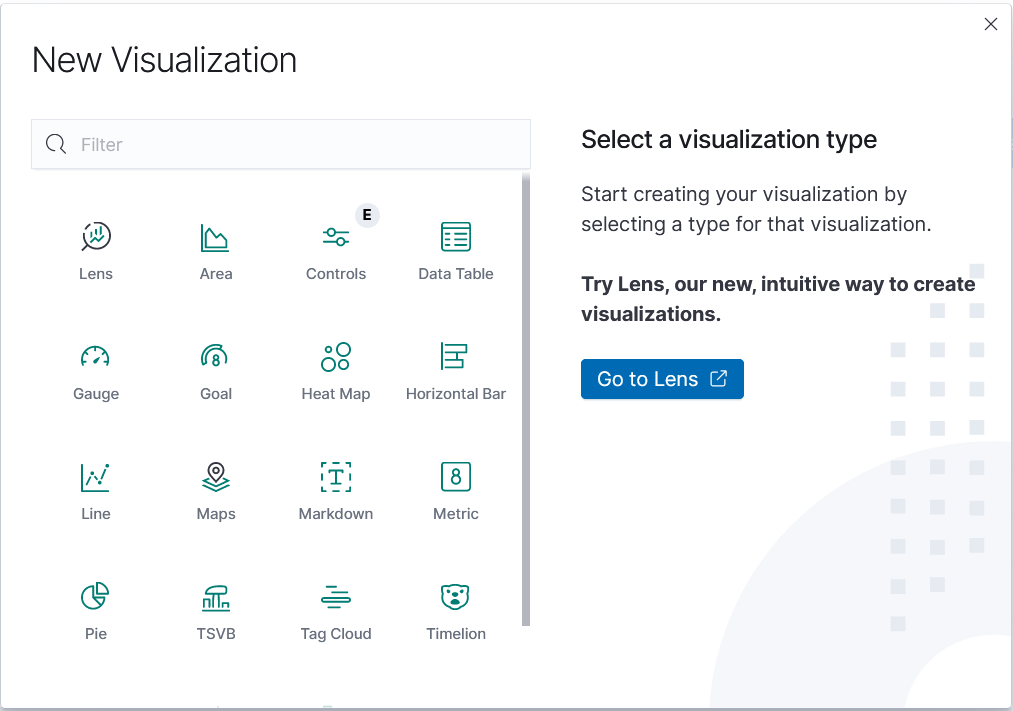 New Visualization
Filter
E
Lens
Area
Controls
Data Table
8
Gauge
Goal
Heat Map
Horizontal Bar
T
8
Line
Maps
Markdown
Metric
Pie
TSVB
Tag Cloud
Timelion
Select a visualization type
Start creating your visualization by
selecting a type for that visualization.
Try Lens, our new, intuitive way to create
visualizations.
Go to Lens